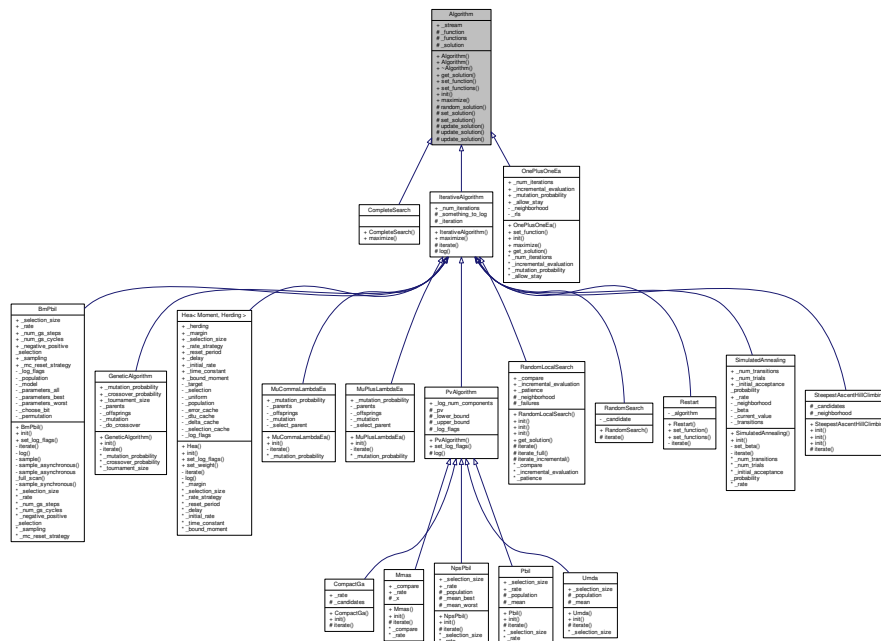 Algorithm
+ _stream
# _function
# _functions
# _solution
+ Algorithm()
+ Algorithm()
+ ~Algorithm()
+ get_solution()
+ set_function()
+ set_functions()
+ init()
+ maximize()
# random_solution()
# set_solution()
# set_solution()
# update_solution()
# update_solution()
# update_solution()
CompleteSearch
+ CompleteSearch()
+ maximize()
IterativeAlgorithm
+ _num_iterations
# _something_to_log
# _iteration
+ IterativeAlgorithm()
+ maximize()
# iterate()
# log()
OnePlusOneEa
+ _num_iterations
+ _incremental_evaluation
+ _mutation_probability
+ _allow_stay
- _neighborhood
- _rls
+ OnePlusOneEa()
+ set_function()
+ init()
+ maximize()
+ get_solution()
* _num_iterations
* _incremental_evaluation
* _mutation_probability
* _allow_stay
BmPbil
+ _selection_size
+ _rate
+ _num_gs_steps
+ _num_gs_cycles
+ _negative_positive
_selection
+ _sampling
+ _mc_reset_strategy
- _log_flags
- _population
- _model
- _parameters_all
- _parameters_best
- _parameters_worst
- _choose_bit
- _permutation
+ BmPbil()
+ init()
+ set_log_flags()
- iterate()
- log()
- sample()
- sample_asynchronous()
- sample_asynchronous
_full_scan()
- sample_synchronous()
* _selection_size
* _rate
* _num_gs_steps
* _num_gs_cycles
* _negative_positive
_selection
* _sampling
* _mc_reset_strategy
GeneticAlgorithm
+ _mutation_probability
+ _crossover_probability
+ _tournament_size
- _parents
- _offsprings
- _mutation
- _do_crossover
+ GeneticAlgorithm()
+ init()
- iterate()
* _mutation_probability
* _crossover_probability
* _tournament_size
Hea< Moment, Herding >
+ _herding
+ _margin
+ _selection_size
+ _rate_strategy
+ _reset_period
+ _delay
+ _initial_rate
+ _time_constant
+ _bound_moment
- _target
- _selection
- _uniform
- _population
- _error_cache
- _dtu_cache
- _delta_cache
- _selection_cache
- _log_flags
+ Hea()
+ init()
+ set_log_flags()
+ set_weight()
- iterate()
- log()
* _margin
* _selection_size
* _rate_strategy
* _reset_period
* _delay
* _initial_rate
* _time_constant
* _bound_moment
MuCommaLambdaEa
+ _mutation_probability
- _parents
- _offsprings
- _mutation
- _select_parent
+ MuCommaLambdaEa()
+ init()
- iterate()
* _mutation_probability
MuPlusLambdaEa
+ _mutation_probability
- _parents
- _offsprings
- _mutation
- _select_parent
+ MuPlusLambdaEa()
+ init()
- iterate()
* _mutation_probability
PvAlgorithm
+ _log_num_components
# _pv
# _lower_bound
# _upper_bound
# _log_flags
+ PvAlgorithm()
+ set_log_flags()
# log()
RandomLocalSearch
+ _compare
+ _incremental_evaluation
+ _patience
# _neighborhood
# _failures
+ RandomLocalSearch()
+ init()
+ init()
+ init()
+ get_solution()
# iterate()
# iterate_full()
# iterate_incremental()
* _compare
* _incremental_evaluation
* _patience
RandomSearch
- _candidate
+ RandomSearch()
# iterate()
Restart
- _algorithm
+ Restart()
+ set_function()
+ set_functions()
- iterate()
SimulatedAnnealing
+ _num_transitions
+ _num_trials
+ _initial_acceptance
_probability
+ _rate
- _neighborhood
- _beta
- _current_value
- _transitions
+ SimulatedAnnealing()
+ init()
- set_beta()
- iterate()
* _num_transitions
* _num_trials
* _initial_acceptance
_probability
* _rate
SteepestAscentHillClimbin
# _candidates
# _neighborhood
+ SteepestAscentHillClimbin
+ init()
+ init()
+ init()
# iterate()
CompactGa
+ _rate
# _candidates
+ CompactGa()
+ init()
# iterate()
Mmas
+ _compare
+ _rate
# _x
+ Mmas()
+ init()
# iterate()
* _compare
* _rate
NpsPbil
+ _selection_size
+ _rate
# _population
# _mean_best
# _mean_worst
+ NpsPbil()
+ init()
# iterate()
* _selection_size
Pbil
+ _selection_size
+ _rate
# _population
# _mean
+ Pbil()
+ init()
# iterate()
* _selection_size
* _rate
Umda
+ _selection_size
# _population
# _mean
+ Umda()
+ init()
# iterate()
* _selection_size